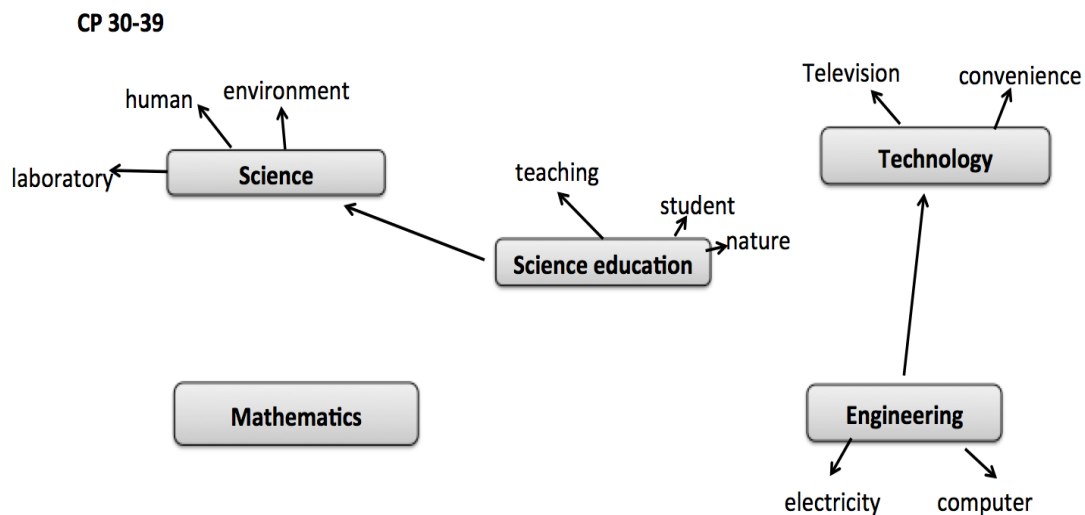 CP 30-39
Television
convenience
human
environment
laboratory
Science
Technology
teaching
student
nature
Science education
Mathematics
Engineering
electricity
computer